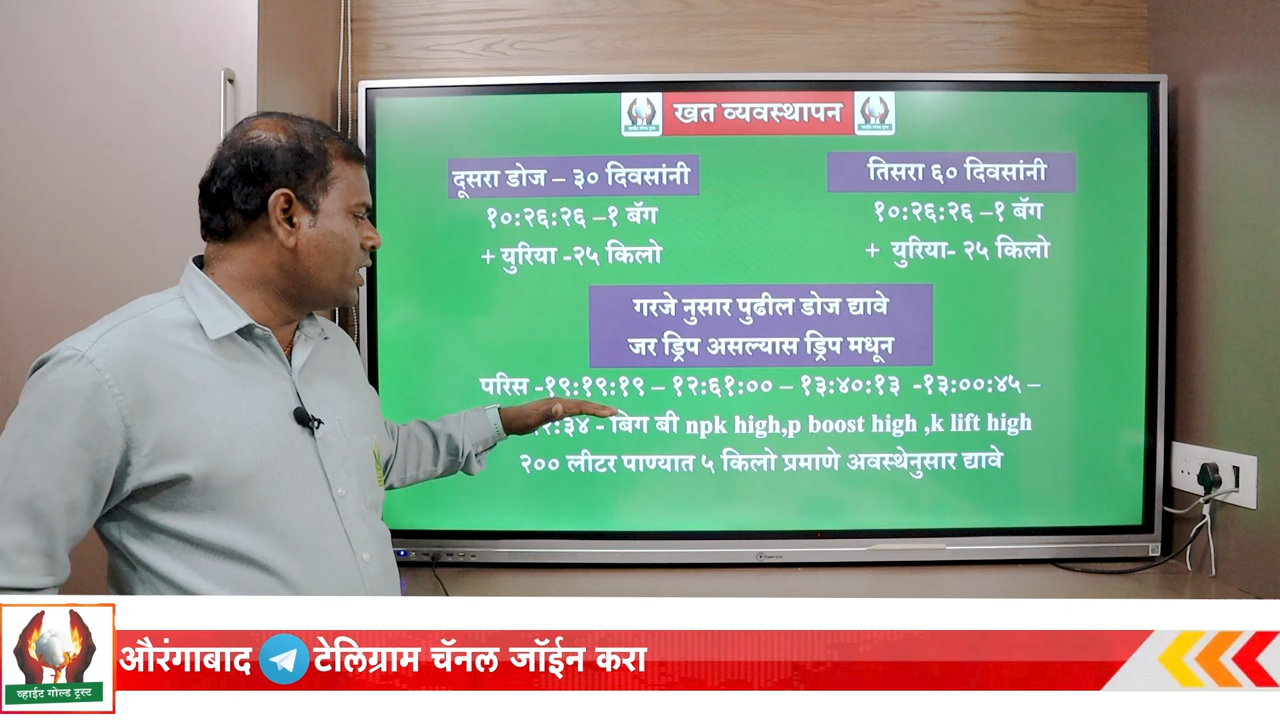 खत व्यवस्थापन
दूसरा डोज – ३० दिवसांनी
१०:२६:२६ –१ बॅग
+ युरिया -२५ किलो
तिसरा ६० दिवसांनी
१०:२६:२६ –१ बॅग
+ युरिया- २५ किलो
गरजे नुसार पुढील डोज द्यावे
जर ड्रिप असल्यास ड्रिप मधून
परिस -१९:१९:१९ – १२:६१:०० – १३:४०:१३ -१३:००:४५ –
:३४ - बिग बी npk high,p boost high ,k lift high
२०० लीटर पाण्यात ५ किलो प्रमाणे अवस्थेनुसार द्यावे
औरंगाबाद टेलिग्राम चॅनल जॉईन करा
व्हाईट गोल्ड ट्रस्ट